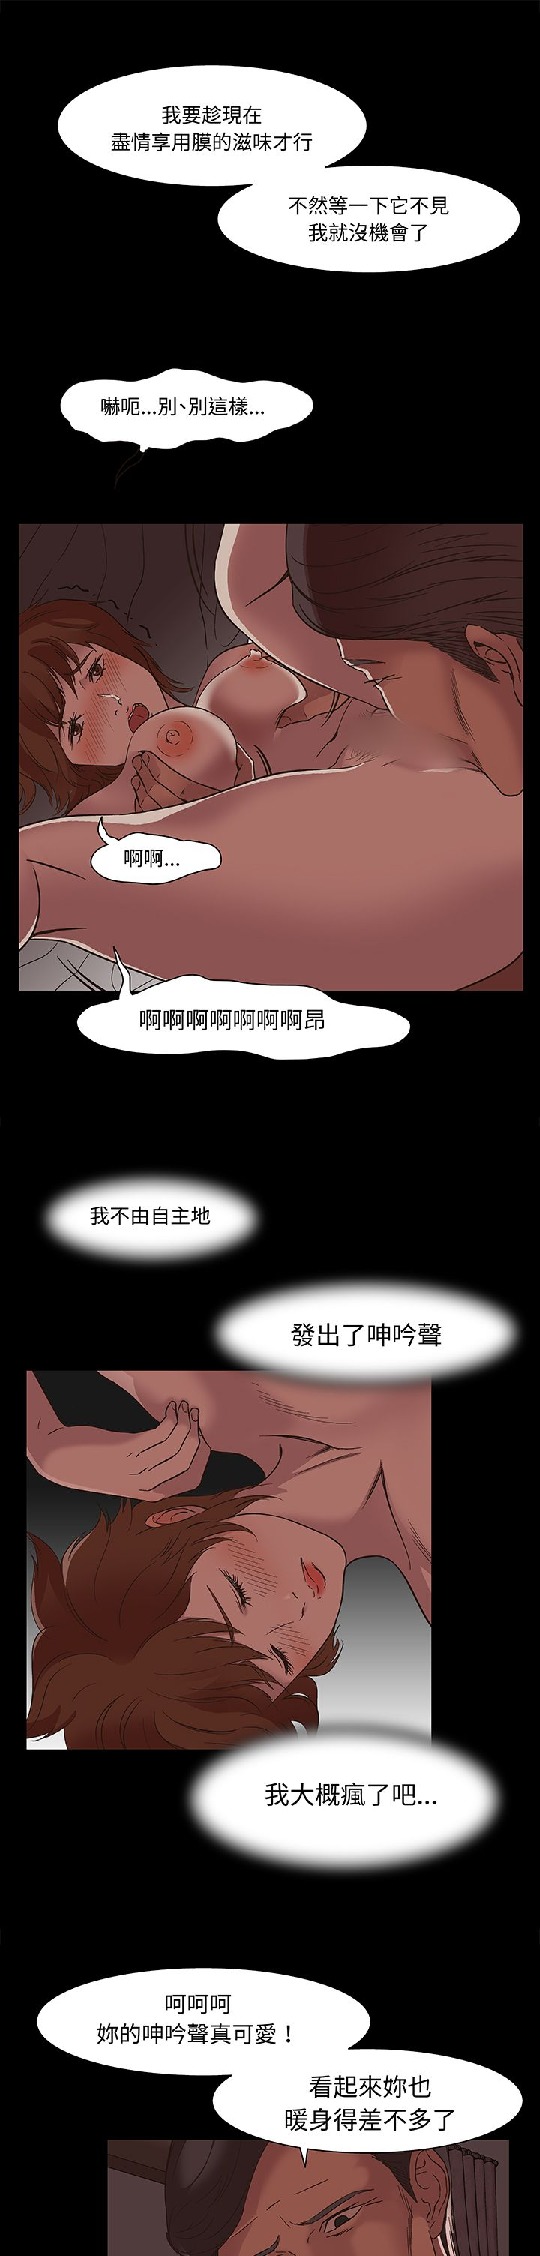 我要趁現在
盡情享用膜的滋味才行
不然等一下它不見
我就沒機會了
嚇呃...別、別這樣...
啊啊...
啊啊啊啊啊啊啊昂
我不由自主地
發出了呻吟聲
我大概瘋了吧...
呵呵呵
妳的呻吟聲真可愛！
看起來妳也
暖身得差不多了